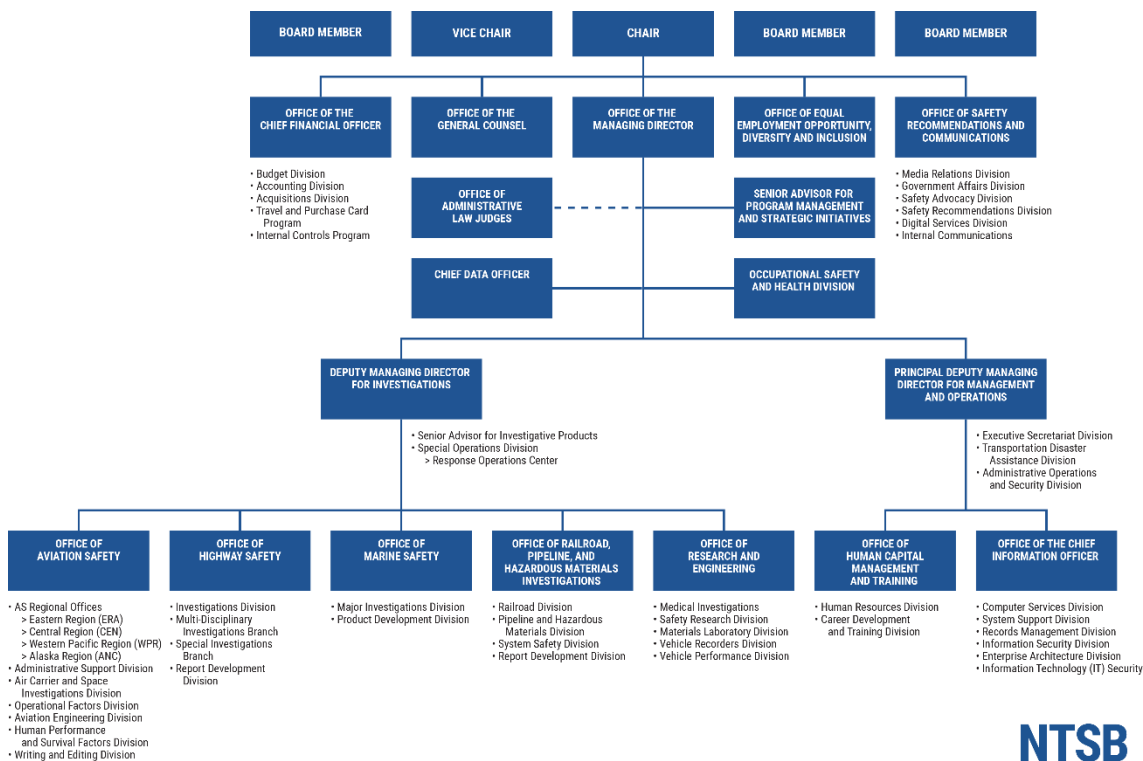 BOARD MEMBER
VICE CHAIR
CHAIR
BOARD MEMBER
BOARD MEMBER
OFFICE OF THE
CHIEF FINANCIAL OFFICER
OFFICE OF THE
GENERAL COUNSEL
OFFICE OF THE
MANAGING DIRECTOR
OFFICE OF EQUAL
EMPLOYMENT OPPORTUNITY,
DIVERSITY AND INCLUSION
OFFICE OF SAFETY
RECOMMENDATIONS AND
COMMUNICATIONS
• Budget Division
• Accounting Division
• Acquisitions Division
• Travel and Purchase Card
Program
• Internal Controls Program
• Media Relations Division
• Government Affairs Division
• Safety Advocacy Division
• Safety Recommendations Division
• Digital Services Division
• Internal Communications
OFFICE OF
ADMINISTRATIVE
LAW JUDGES
SENIOR ADVISOR FOR
PROGRAM MANAGEMENT
AND STRATEGIC INITIATIVES
CHIEF DATA OFFICER
OCCUPATIONAL SAFETY
AND HEALTH DIVISION
DEPUTY MANAGING DIRECTOR
FOR INVESTIGATIONS
PRINCIPAL DEPUTY MANAGING
DIRECTOR FOR MANAGEMENT
AND OPERATIONS
• Senior Advisor for Investigative Products
• Special Operations Division
> Response Operations Center
• Executive Secretariat Division
• Transportation Disaster
Assistance Division
• Administrative Operations
and Security Division
OFFICE OF
AVIATION SAFETY
OFFICE OF
HIGHWAY SAFETY
OFFICE OF
MARINE SAFETY
OFFICE OF RAILROAD,
PIPELINE, AND
HAZARDOUS MATERIALS
INVESTIGATIONS
OFFICE OF
RESEARCH AND
ENGINEERING
OFFICE OF
HUMAN CAPITAL
MANAGEMENT
AND TRAINING
OFFICE OF THE CHIEF
INFORMATION OFFICER
• AS Regional Offices
> Eastern Region (ERA)
> Central Region (CEN)
> Western Pacific Region (WPR)
> Alaska Region (ANC)
• Administrative Support Division
• Air Carrier and Space
Investigations Division
• Operational Factors Division
• Aviation Engineering Division
• Human Performance
and Survival Factors Division
• Writing and Editing Division
• Investigations Division
• Multi-Disciplinary
Investigations Branch
• Special Investigations
Branch
• Report Development
Division
• Major Investigations Division
• Product Development Division
• Railroad Division
• Pipeline and Hazardous
Materials Division
• System Safety Division
• Report Development Division
• Medical Investigations
• Safety Research Division
• Materials Laboratory Division
• Vehicle Recorders Division
• Vehicle Performance Division
• Human Resources Division
• Career Development
and Training Division
• Computer Services Division
• System Support Division
• Records Management Division
• Information Security Division
• Enterprise Architecture Division
• Information Technology (IT) Security
NTSB